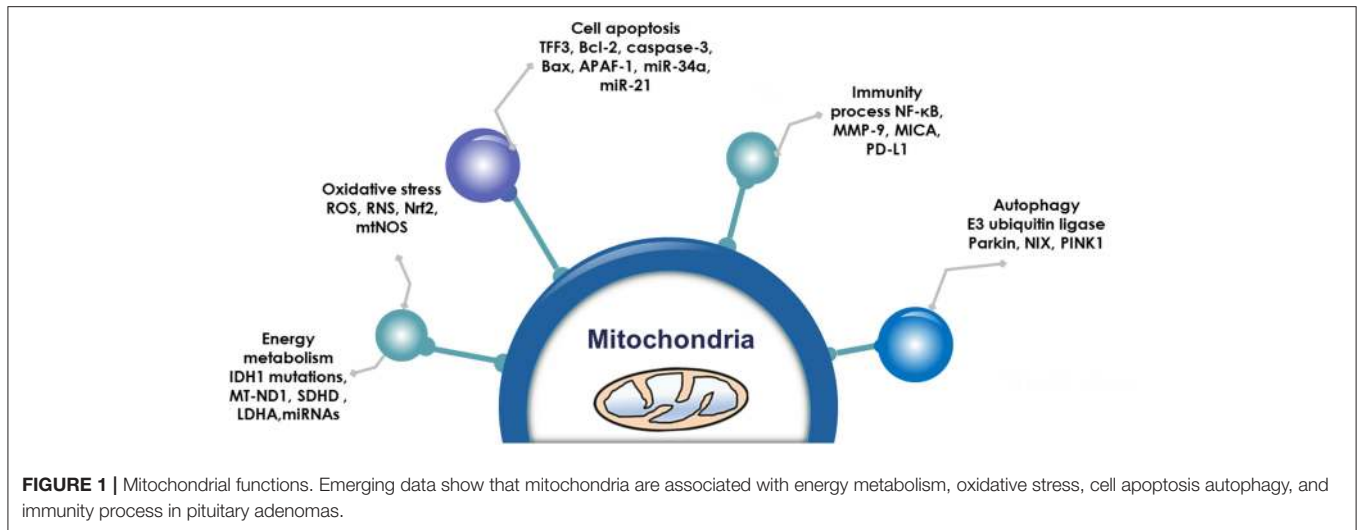 Cell apoptosis
TFF3, Bcl-2, caspase-3,
Bax, APAF-1, miR-34a,
miR-21
Immunity
process NF-κB,
MMP-9, MICA,
PD-L1
Oxidative stress
ROS, RNS, Nrf2,
mtNOS
Autophagy
E3 ubiquitin ligase
Parkin, NIX, PINK1
Energy
metabolism
IDH1 mutations,
MT-ND1, SDHD ,
LDHA,miRNAs
Mitochondria
FIGURE 1 | Mitochondrial functions. Emerging data show that mitochondria are associated with energy metabolism, oxidative stress, cell apoptosis autophagy, and
immunity process in pituitary adenomas.